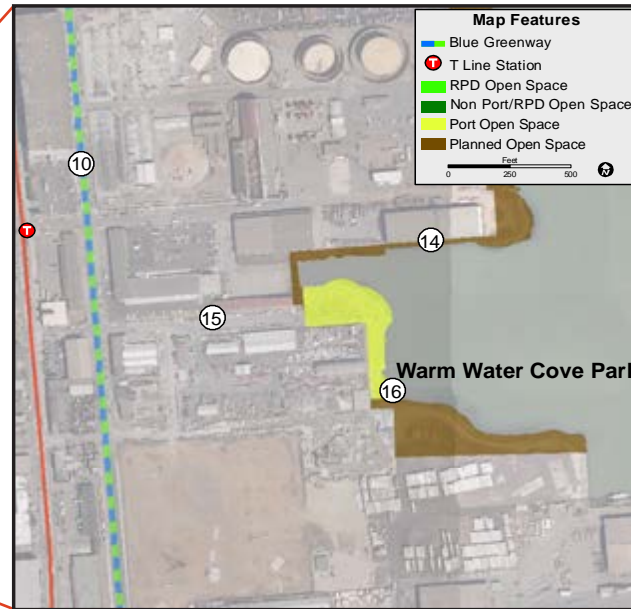 Map Features
Blue Greenway
T T Line Station
RPD Open Space
Non Port/RPD Open Space
Port Open Space
Planned Open Space
Feet
0 250 500
N
10
T
14
15
Warm Water Cove Park
16